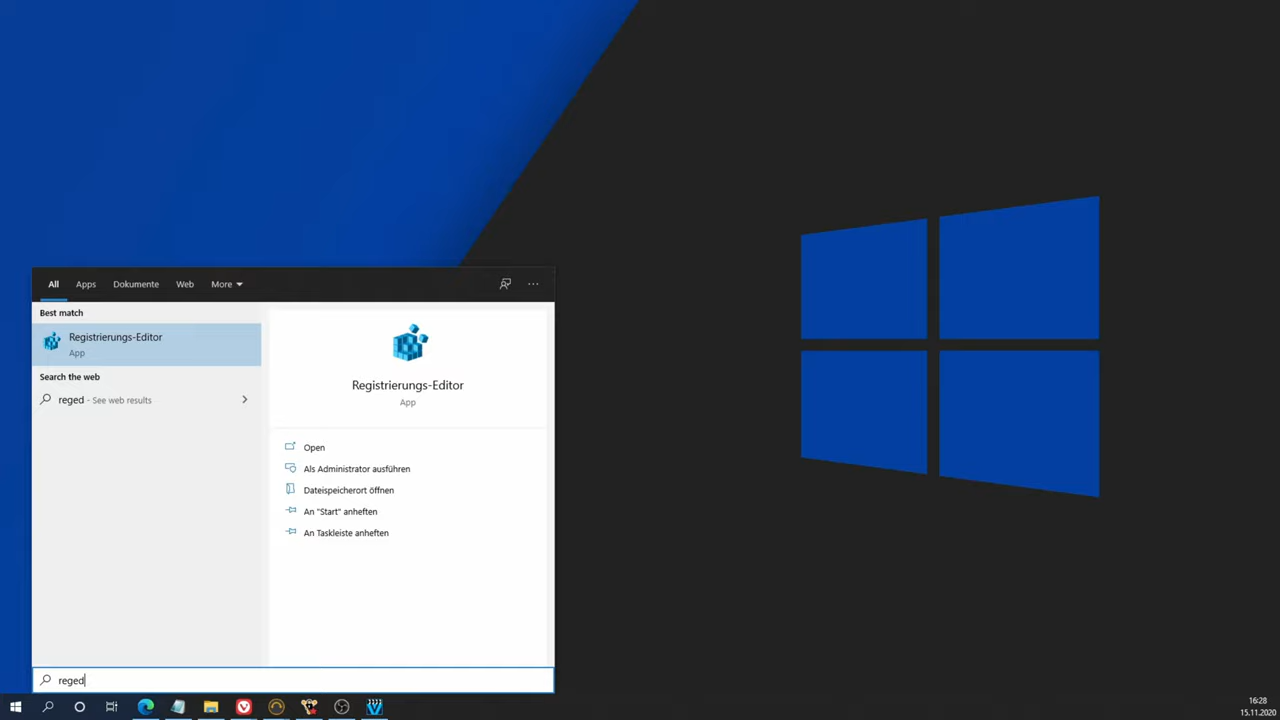 All Apps Dokumente Web More
Best match
Registrierungs-Editor
App
Search the web
reged - See web results
Registrierungs-Editor
App
Open
Als Administrator ausführen
Dateispeicherort öffnen
An "Start" anheften
An Taskleiste anheften
reged
16:28
15.11.2020